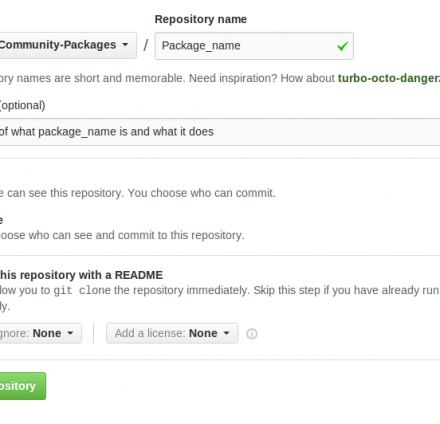 Repository name
Community-Packages / Package_name
ory names are short and memorable. Need inspiration? How about turbo-octo-danger
(optional)
of what package_name is and what it does
e can see this repository. You choose who can commit.
e
oose who can see and commit to this repository.
his repository with a README
low you to git clone the repository immediately. Skip this step if you have already run
ly.
gnore: None Add a license: None
ository